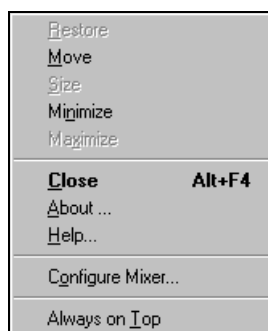 Restore
Move
Size
Minimize
Maximize
Close Alt+F4
About ...
Help...
Configure Mixer...
Always on Top